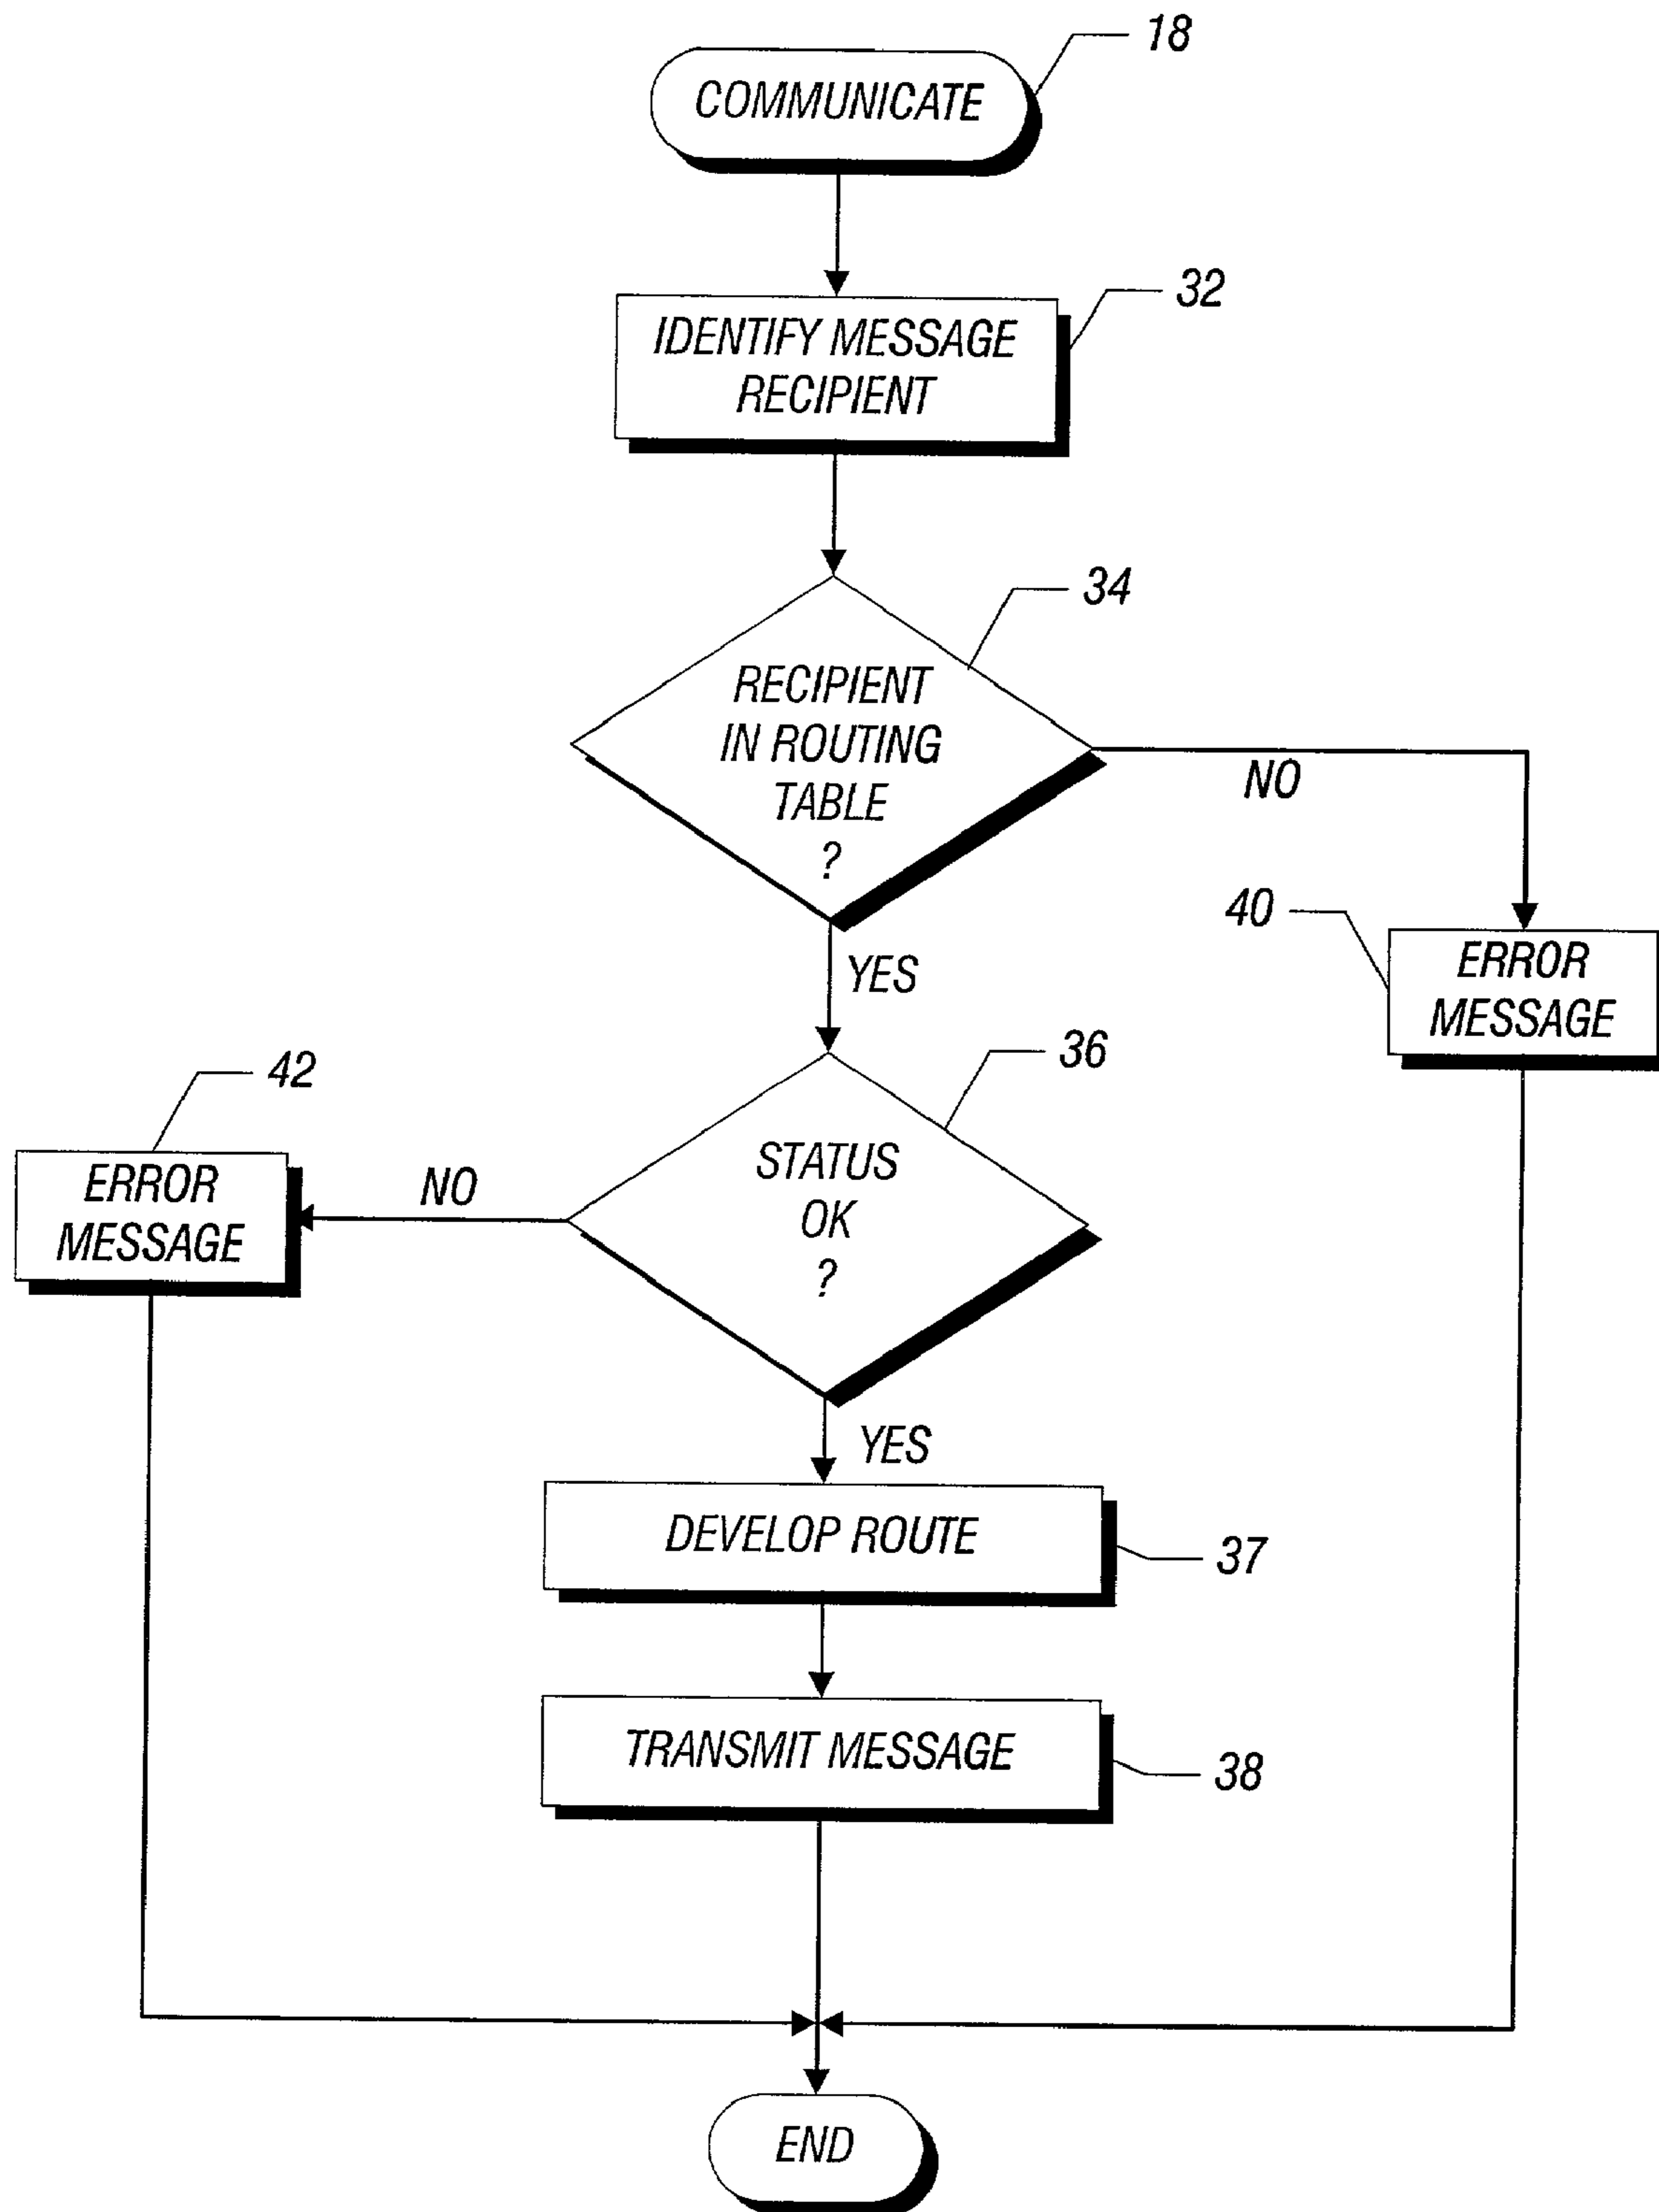 18
COMMUNICATE
32
IDENTIFY MESSAGE
RECIPIENT
34
RECIPIENT
IN ROUTING
TABLE
?
NO
40
ERROR
MESSAGE
YES
36
42
STATUS
OK
?
NO
ERROR
MESSAGE
YES
DEVELOP ROUTE
37
TRANSMIT MESSAGE
38
END